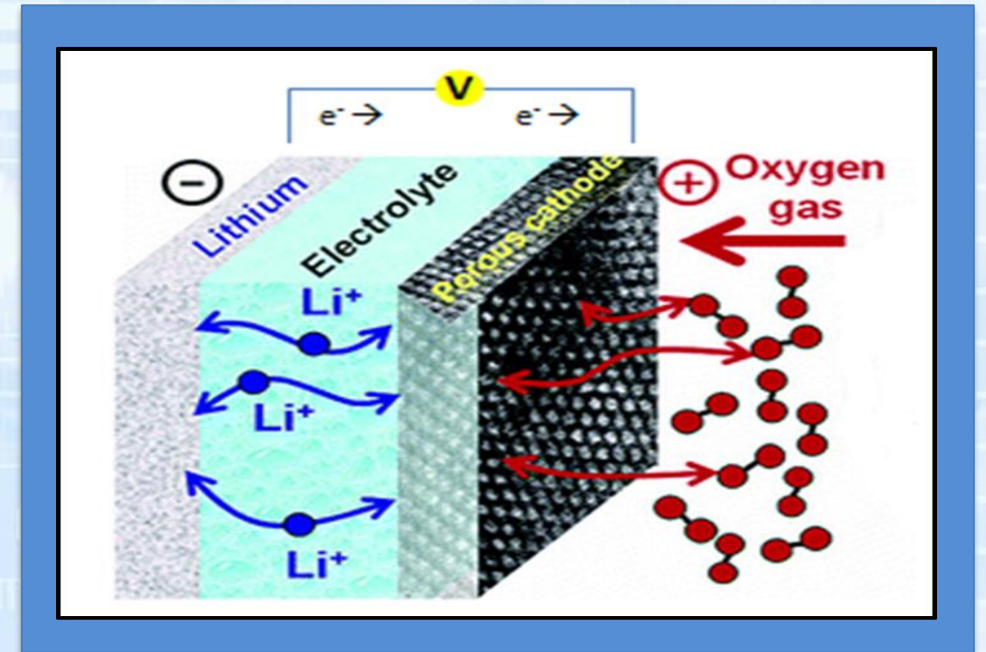 V
e⁻ →
e⁻ →
−
Lithium
Electrolyte
Porous cathode
+
Oxygen
gas
Li⁺
Li⁺
Li⁺